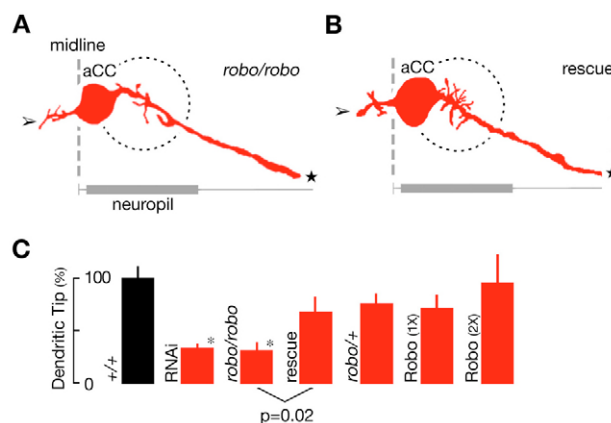 A
midline
aCC
robo/robo
neuropil
B
aCC
rescue
C
Dendritic Tip (%)
100
0
+/+
RNAi
*
robo/robo
*
rescue
robo/+
Robo (1X)
Robo (2X)
p=0.02